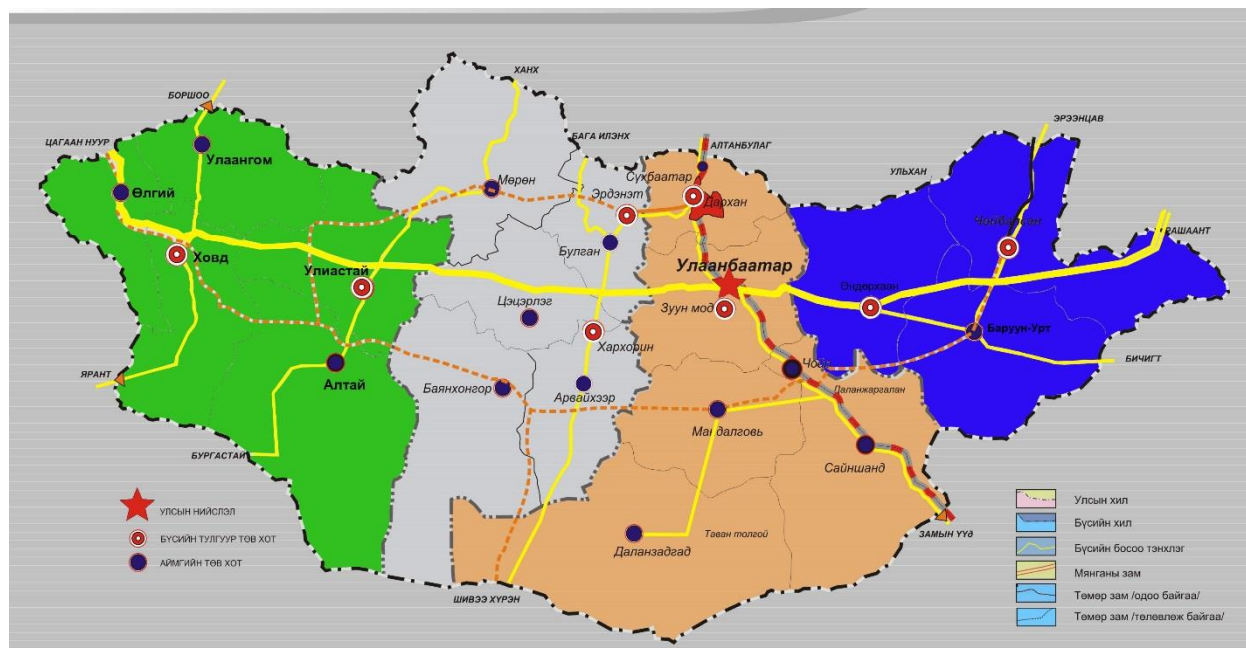 ХАНХ
БОРШОО
ЭРЭЭНЦАВ
БАГА ИЛЭНХ
АЛТАНБУЛАГ
ЦАГААН НУУР
Улаангом
Сүхбаатар
УЛЬХАН
Мөрөн
Эрдэнэт
Өлгий
Дархан
Чойбалсан
РАШААНТ
Булган
Ховд
Улиастай
Улаанбаатар
Өндөрхаан
Цэцэрлэг
Зуун мод
Баруун-Урт
Хархорин
Чойр
БИЧИГТ
ЯРАНТ
Алтай
Баянхонгор
Арвайхээр
Даланжаргалан
Мандалговь
БУРГАСТАЙ
Сайншанд
УЛСЫН НИЙСЛЭЛ
БҮСИЙН ТУЛГУУР ТӨВ ХОТ
АЙМГИЙН ТӨВ ХОТ
Таван толгой
Даланзадгад
ЗАМЫН ҮҮД
ШИВЭЭ ХҮРЭН
Улсын хил
Бүсийн хил
Бүсийн босоо тэнхлэг
Мянганы зам
Төмөр зам /одоо байгаа/
Төмөр зам /төлөвлөж байгаа/